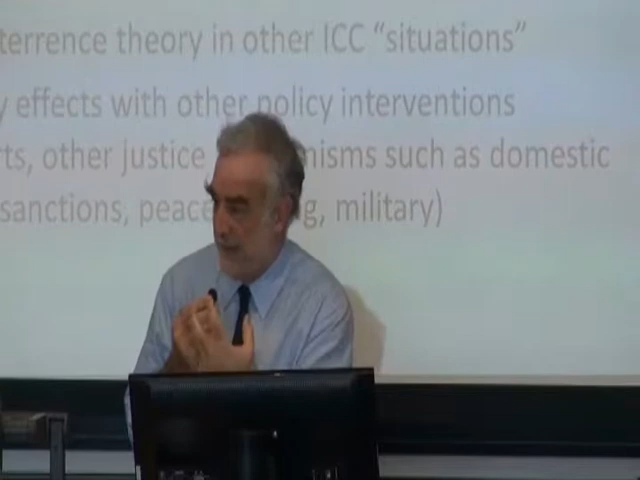 terrence theory in other ICC “situations”
y effects with other policy interventions
rts, other justice nisms such as domestic
sanctions, peace g, military)